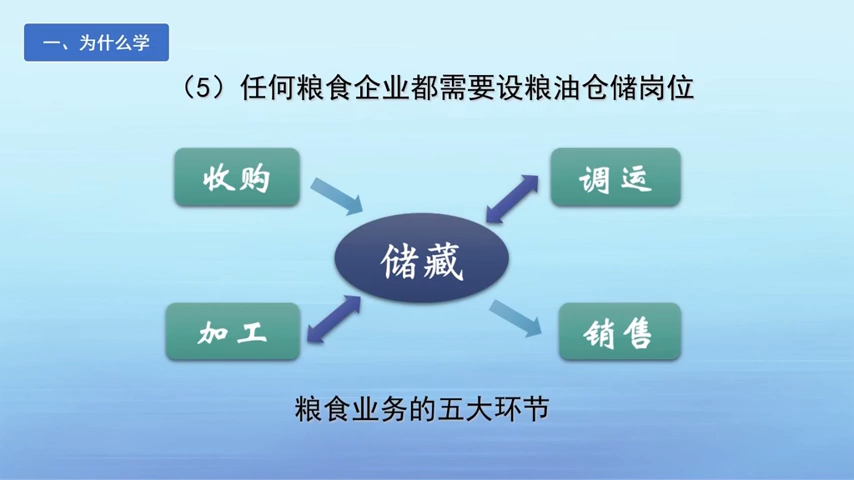 一、为什么学
（5）任何粮食企业都需要设粮油仓储岗位
收购
调运
储藏
加工
销售
粮食业务的五大环节